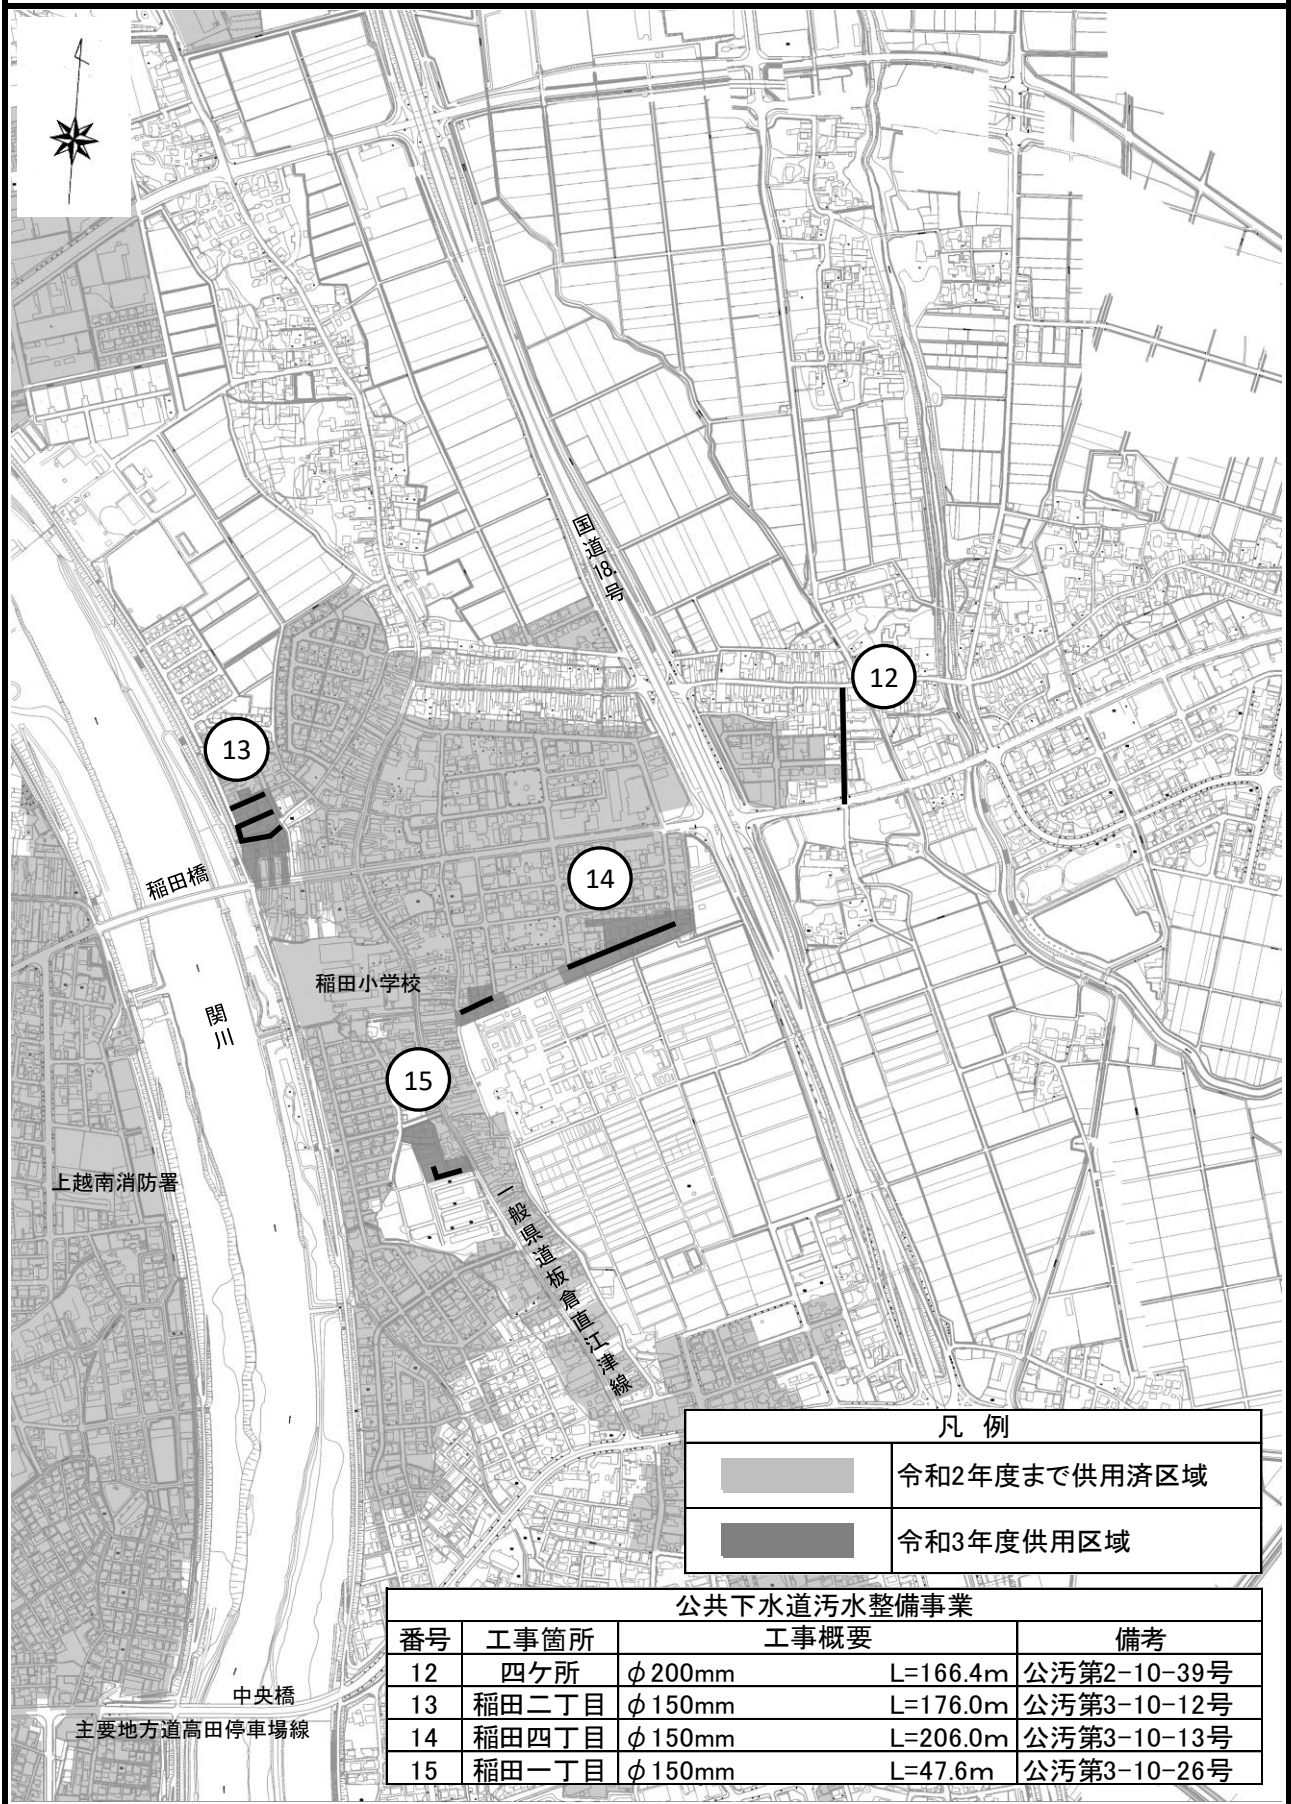 国道18号
12
13
稲田橋
14
稲田小学校
関川
15
上越南消防署
一般県道板倉直江津線
凡 例
令和2年度まで供用済区域
令和3年度供用区域
公共下水道汚水整備事業
番号 工事箇所 工事概要 備考
12 四ケ所 φ200mm L=166.4m 公汚第2-10-39号
13 稲田二丁目 φ150mm L=176.0m 公汚第3-10-12号
14 稲田四丁目 φ150mm L=206.0m 公汚第3-10-13号
15 稲田一丁目 φ150mm L=47.6m 公汚第3-10-26号
中央橋
主要地方道高田停車場線